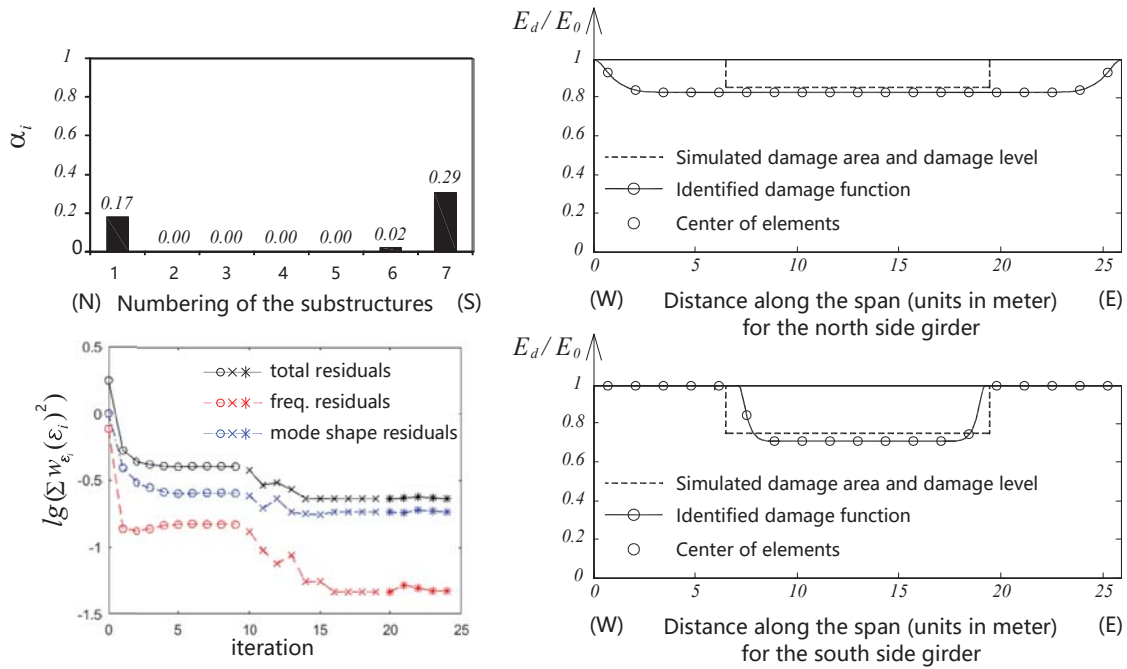 1
0.8
0.6
0.4
0.2
0
α_i
0.17
0.00
0.00
0.00
0.00
0.02
0.29
1 2 3 4 5 6 7
(N) Numbering of the substructures (S)
E_d / E_0
1
0.8
0.6
0.4
0.2
0
Simulated damage area and damage level
Identified damage function
Center of elements
0 5 10 15 20 25
(W) Distance along the span (units in meter) (E)
for the north side girder
0.5
0
-0.5
-1
-1.5
lg(Σ w_{ε_i} (ε_i)^2)
total residuals
freq. residuals
mode shape residuals
0 5 10 15 20 25
iteration
E_d / E_0
1
0.8
0.6
0.4
0.2
0
Simulated damage area and damage level
Identified damage function
Center of elements
0 5 10 15 20 25
(W) Distance along the span (units in meter) (E)
for the south side girder